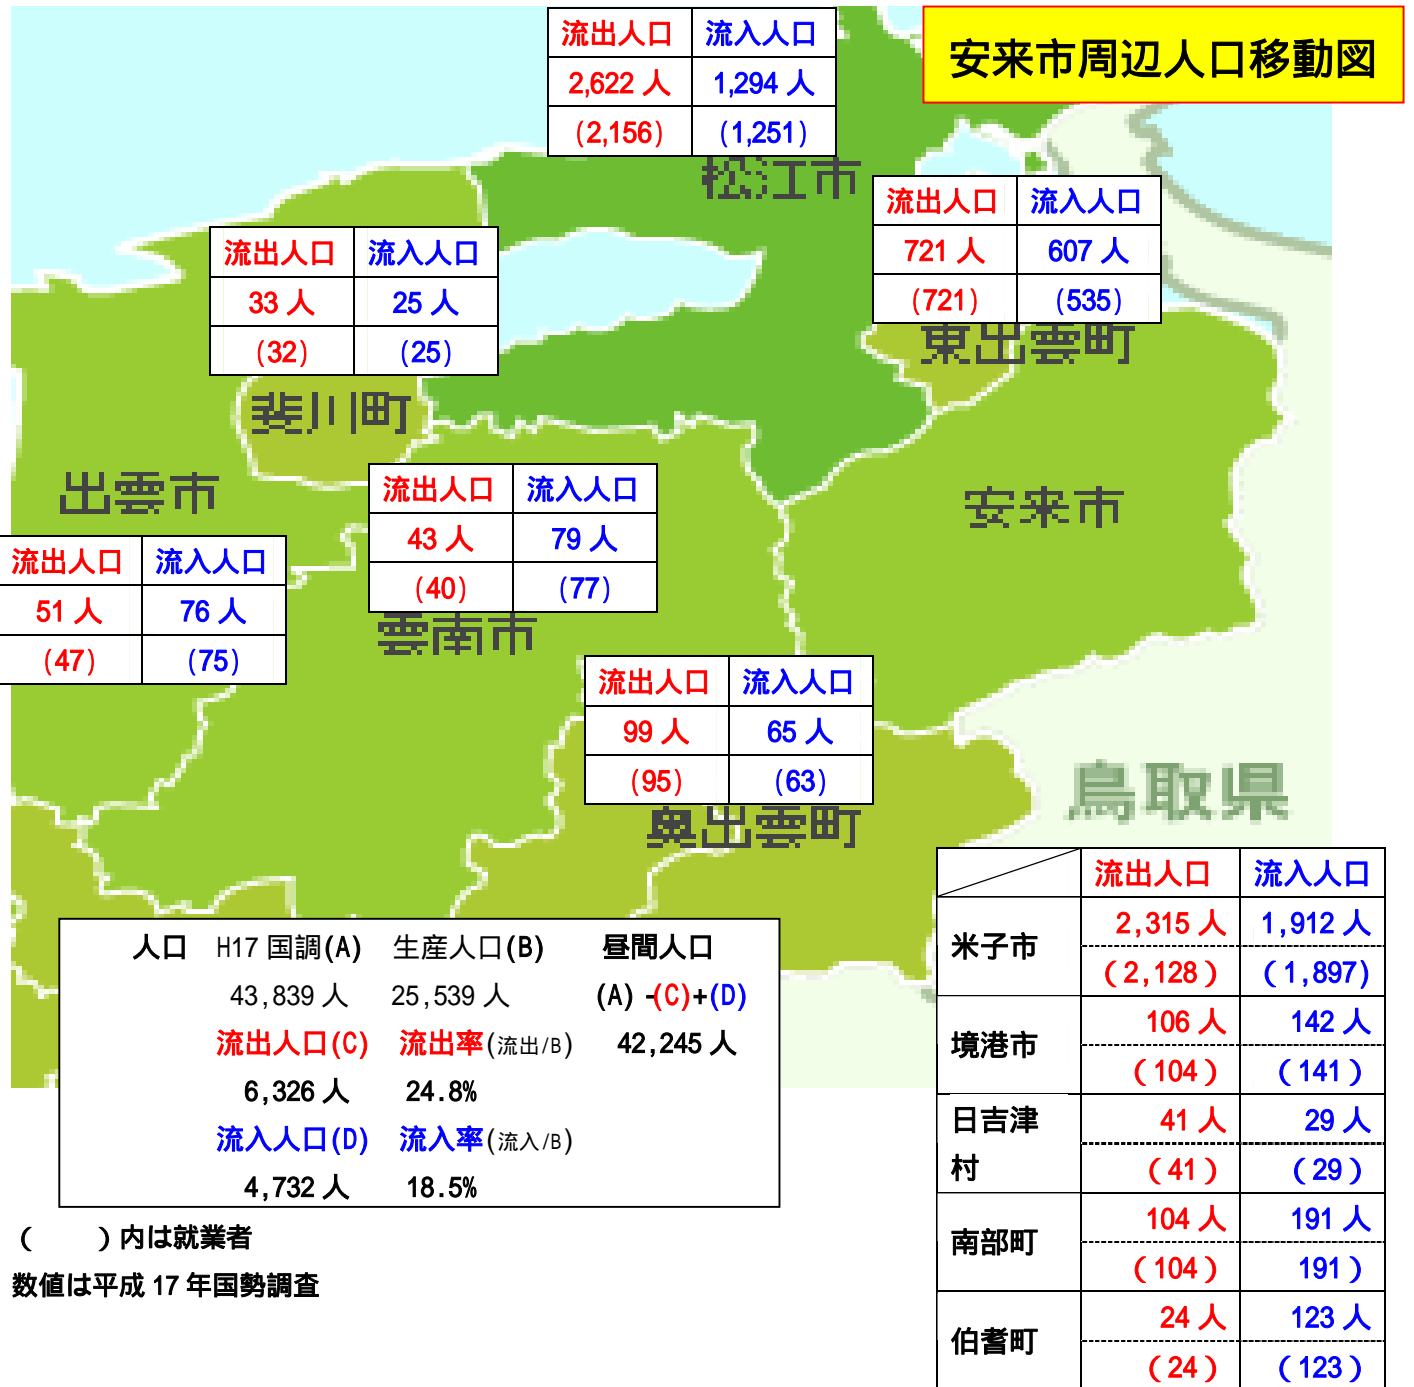 安来市周辺人口移動図
流出人口 流入人口
2,622 人 1,294 人
(2,156) (1,251)
松江市
流出人口 流入人口
721 人 607 人
(721) (535)
東出雲町
流出人口 流入人口
33 人 25 人
(32) (25)
斐川町
出雲市
流出人口 流入人口
51 人 76 人
(47) (75)
流出人口 流入人口
43 人 79 人
(40) (77)
雲南市
安来市
流出人口 流入人口
99 人 65 人
(95) (63)
奥出雲町
鳥取県
流出人口 流入人口
米子市 2,315 人 1,912 人
(2,128) (1,897)
境港市 106 人 142 人
(104) (141)
日吉津 41 人 29 人
村 (41) (29)
南部町 104 人 191 人
(104) 191)
伯耆町 24 人 123 人
(24) (123)
人口 H17 国調(A) 生産人口(B) 昼間人口
43,839 人 25,539 人 (A) -(C)+(D)
流出人口(C) 流出率(流出/B) 42,245 人
6,326 人 24.8%
流入人口(D) 流入率(流入/B)
4,732 人 18.5%
(　　)内は就業者
数値は平成 17 年国勢調査